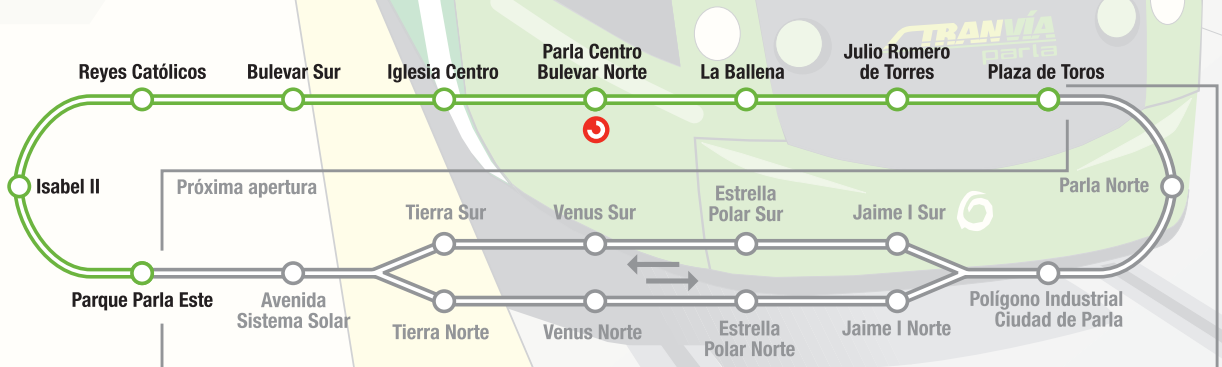 TRANVÍA
parla
Reyes Católicos
Bulevar Sur
Iglesia Centro
Parla Centro
Bulevar Norte
La Ballena
Julio Romero
de Torres
Plaza de Toros
Isabel II
Próxima apertura
Parla Norte
Tierra Sur
Venus Sur
Estrella
Polar Sur
Jaime I Sur
Parque Parla Este
Avenida
Sistema Solar
Tierra Norte
Venus Norte
Estrella
Polar Norte
Jaime I Norte
Polígono Industrial
Ciudad de Parla